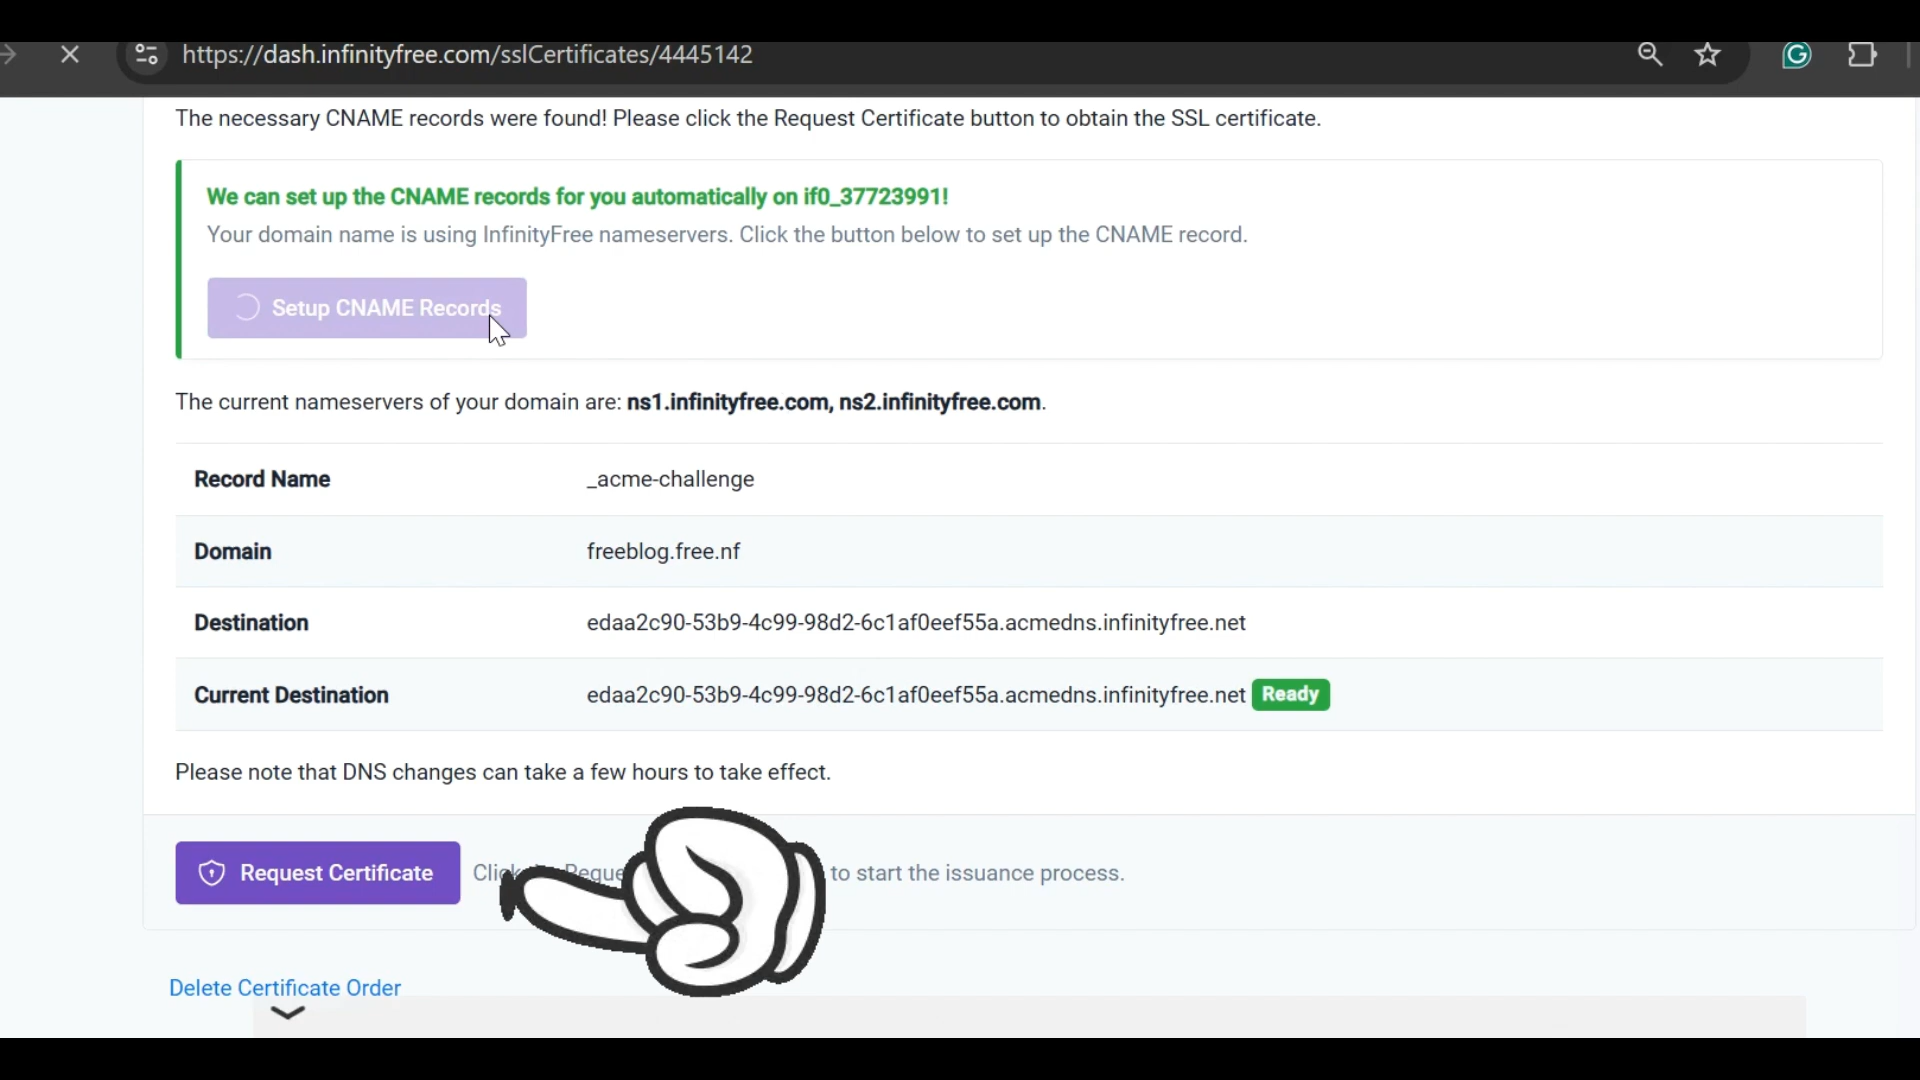 https://dash.infinityfree.com/sslCertificates/4445142
The necessary CNAME records were found! Please click the Request Certificate button to obtain the SSL certificate.
We can set up the CNAME records for you automatically on if0_37723991!
Your domain name is using InfinityFree nameservers. Click the button below to set up the CNAME record.
Setup CNAME Records
The current nameservers of your domain are: ns1.infinityfree.com, ns2.infinityfree.com.
Record Name _acme-challenge
Domain freeblog.free.nf
Destination edaa2c90-53b9-4c99-98d2-6c1af0eef55a.acmedns.infinityfree.net
Current Destination edaa2c90-53b9-4c99-98d2-6c1af0eef55a.acmedns.infinityfree.net Ready
Please note that DNS changes can take a few hours to take effect.
Request Certificate to start the issuance process.
Delete Certificate Order